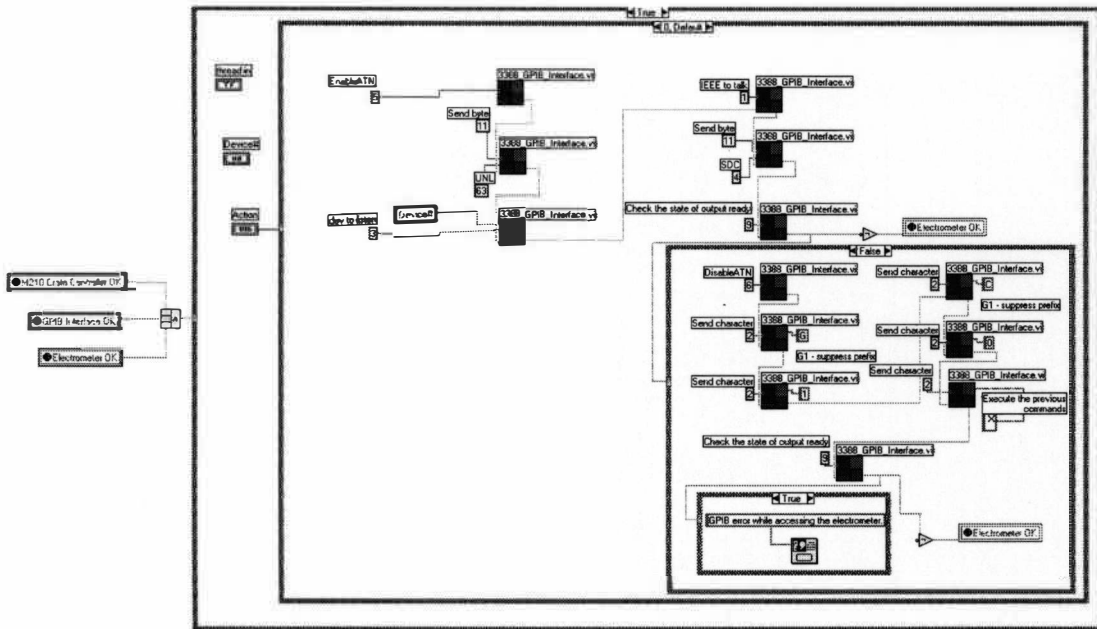 True
0, Default
thread in
EnableATN
5
3388_GPIB_Interface.vi
Send byte
11
3388_GPIB_Interface.vi
UNL
63
Device#
dev to listen
3
Device#
3388_GPIB_Interface.vi
Action
IEEE to talk
1
3388_GPIB_Interface.vi
Send byte
11
3388_GPIB_Interface.vi
SDC
4
Check the state of output ready
9
3388_GPIB_Interface.vi
Electrometer OK
M210 Crate Controller OK
GPIB Interface OK
Electrometer OK
False
DisableATN
6
3388_GPIB_Interface.vi
Send character
2
3388_GPIB_Interface.vi
C
G1 - suppress prefix
Send character
2
3388_GPIB_Interface.vi
G
G1 - suppress prefix
Send character
2
3388_GPIB_Interface.vi
0
Send character
2
3388_GPIB_Interface.vi
1
Send character
2
3388_GPIB_Interface.vi
Execute the previous
commands
X
Check the state of output ready
9
3388_GPIB_Interface.vi
True
GPIB error while accessing the electrometer.
Electrometer OK